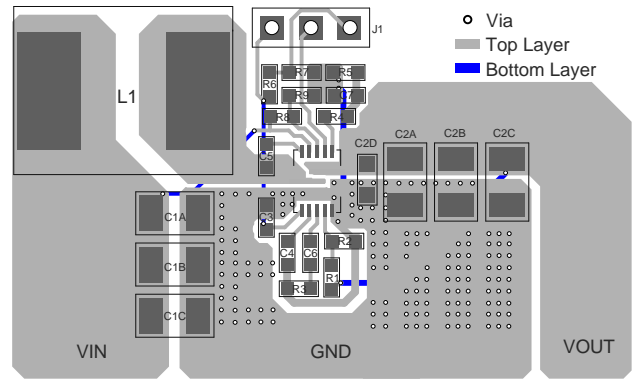 J1
Via
Top Layer
Bottom Layer
L1
R7
R5
R6
R9
C7
R8
R4
C5
C2D
C2A
C2B
C2C
C1A
C3
C4
C6
R2
C1B
R1
R3
C1C
VIN
GND
VOUT